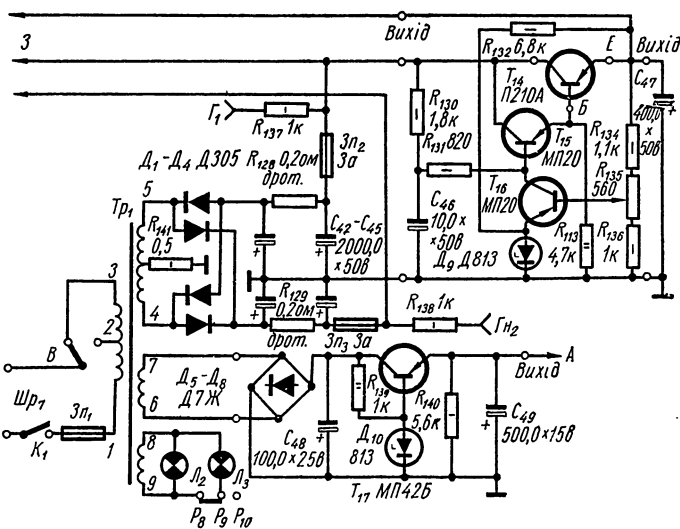 Вихід
З
R132 6,8к
E
Вихід
T14
П210А
C47
400,0
×
50в
Г1
R137 1к
Зп2
3а
R130
1,8к
R131 820
Б
T15
МП20
R134
1,1к
Д1–Д4 Д305
R128 0,2ом
дрот.
T16
МП20
R135
560
5
Тр1
R141
0,5
C42–C45
2000,0
×50в
C46
10,0×
×50в
Д9 Д813
R113
4,7к
R136
1к
3
R129
0,2ом
дрот.
4
2
В
Зп3 3а
R138 1к
Гн2
7
6
Д5–Д8
Д7Ж
А
Вихід
Шр1
К1
Зп1
1
R139
1к
R140
5,6к
C48
100,0×25в
Д10
813
C49
500,0×15в
8
9
Л2
Л3
Р8
Р9
Р10
T17 МП42Б